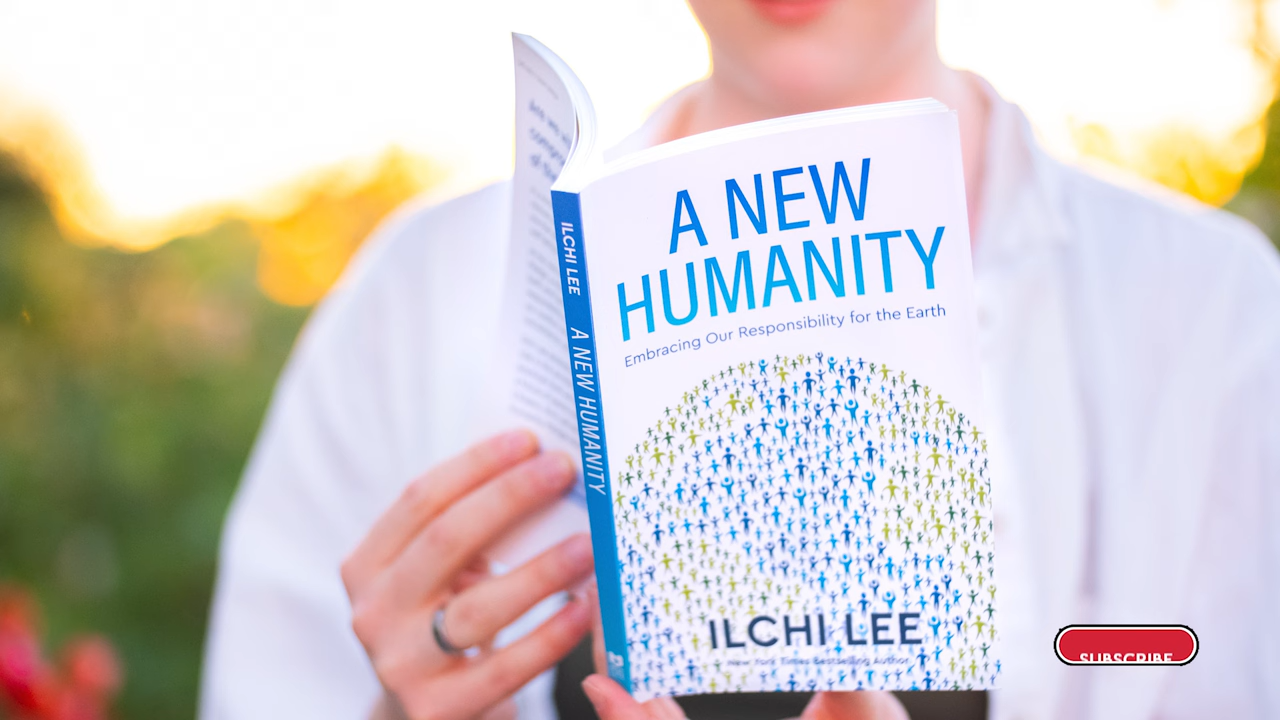 A NEW
HUMANITY
Embracing Our Responsibility for the Earth
ILCHI LEE
New York Times Bestselling Author
ILCHI LEE A NEW HUMANITY
SUBSCRIBE